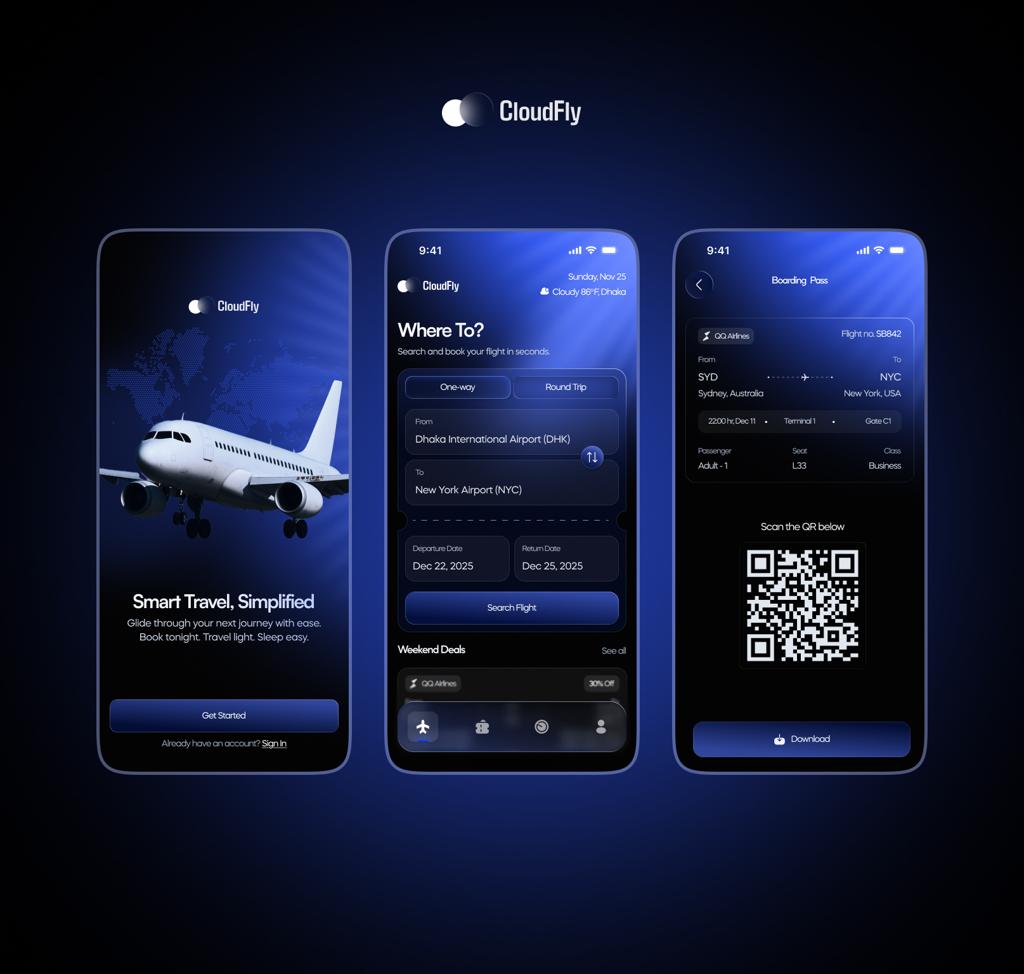 CloudFly
CloudFly
Smart Travel, Simplified
Glide through your next journey with ease.
Book tonight. Travel light. Sleep easy.
Get Started
Already have an account? Sign In
9:41
CloudFly
Sunday, Nov 25
Cloudy 86°F, Dhaka
Where To?
Search and book your flight in seconds.
One-way
Round Trip
From
Dhaka International Airport (DHK)
To
New York Airport (NYC)
Departure Date
Return Date
Dec 22, 2025
Dec 25, 2025
Search Flight
Weekend Deals
See all
QQ Airlines
30% Off
9:41
Boarding Pass
QQ Airlines
Flight no. SB842
From
To
SYD
NYC
Sydney, Australia
New York, USA
22:00 hr, Dec 11 • Terminal 1 • Gate C1
Passenger
Seat
Class
Adult - 1
L33
Business
Scan the QR below
Download